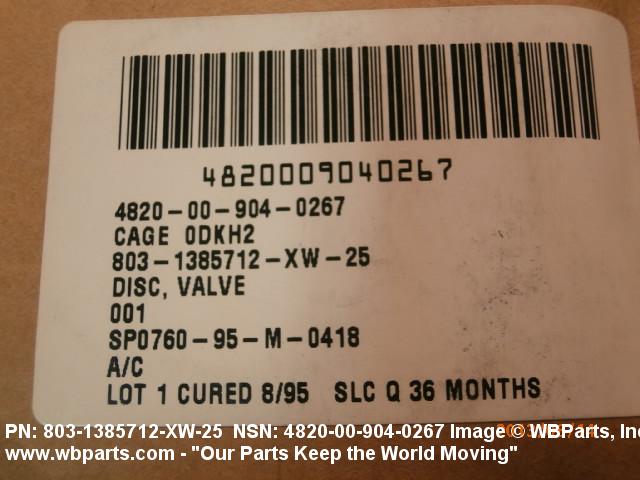 4820009040267
4820-00-904-0267
CAGE 0DKH2
803-1385712-XW-25
DISC, VALVE
001
SP0760-95-M-0418
A/C
LOT 1 CURED 8/95 SLC Q 36 MONTHS
PN: 803-1385712-XW-25 NSN: 4820-00-904-0267 Image © WBParts, Inc
www.wbparts.com - "Our Parts Keep the World Moving"